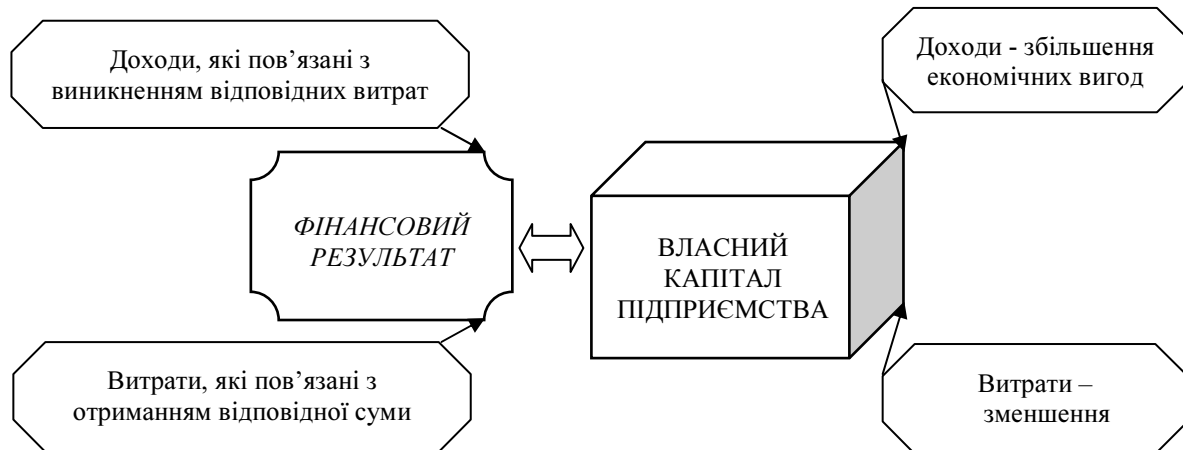 Доходи, які пов’язані з
виникненням відповідних витрат
Доходи - збільшення
економічних вигод
ФІНАНСОВИЙ
РЕЗУЛЬТАТ
ВЛАСНИЙ
КАПІТАЛ
ПІДПРИЄМСТВА
Витрати, які пов’язані з
отриманням відповідної суми
Витрати –
зменшення